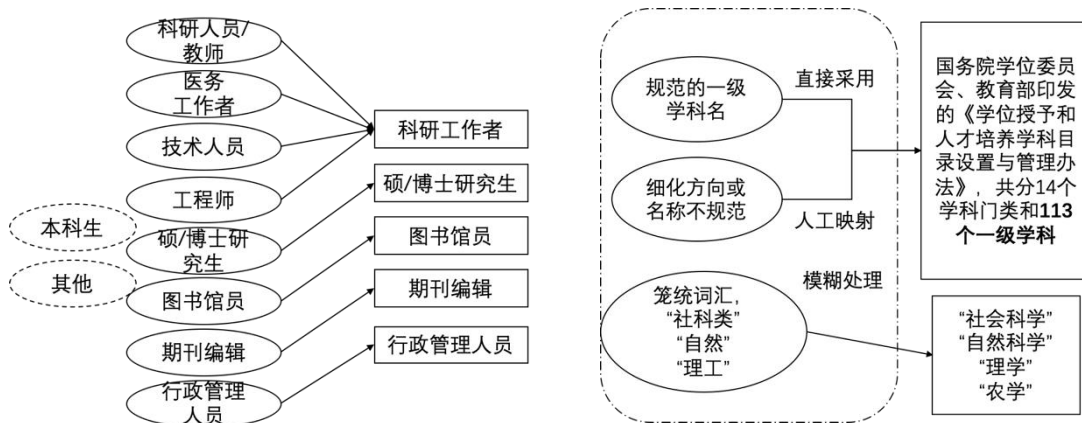 科研人员/
教师
医务
工作者
技术人员
工程师
本科生
硕/博士研
究生
其他
图书馆员
期刊编辑
行政管理
人员
科研工作者
硕/博士研究生
图书馆员
期刊编辑
行政管理人员
规范的一级
学科名
细化方向或
名称不规范
笼统词汇，
“社科类”
“自然”
“理工”
直接采用
人工映射
模糊处理
国务院学位委员
会、教育部印发
的《学位授予和
人才培养学科目
录设置与管理办
法》，共分14个
学科门类和113
个一级学科
“社会科学”
“自然科学”
“理学”
“农学”